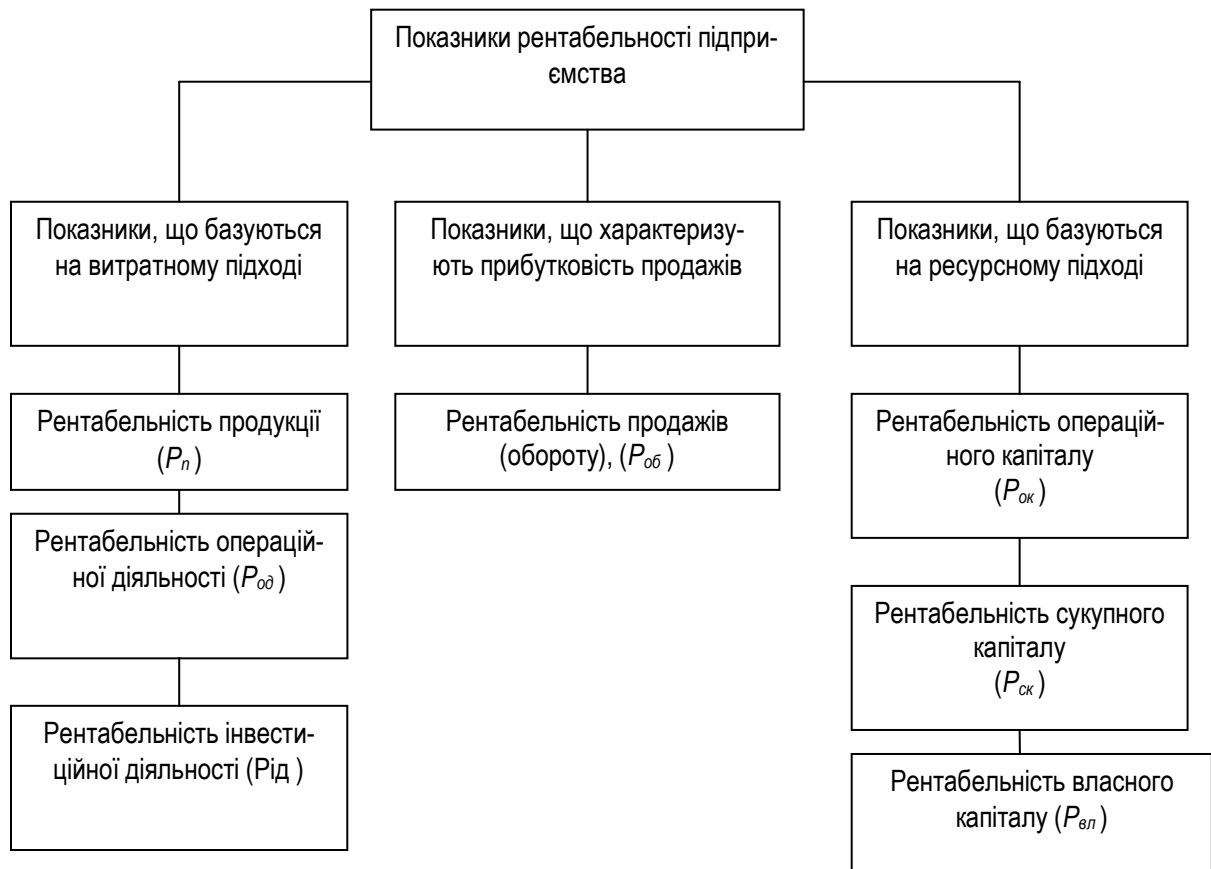 Показники рентабельності підпри-
ємства
Показники, що базуються
на витратному підході
Показники, що характеризу-
ють прибутковість продажів
Показники, що базуються
на ресурсному підході
Рентабельність продукції
(Pп )
Рентабельність продажів
(обороту), (Pоб )
Рентабельність операцій-
ного капіталу
(Pок )
Рентабельність операцій-
ної діяльності (Pод )
Рентабельність сукупного
капіталу
(Pск )
Рентабельність інвести-
ційної діяльності (Рід )
Рентабельність власного
капіталу (Pвл )